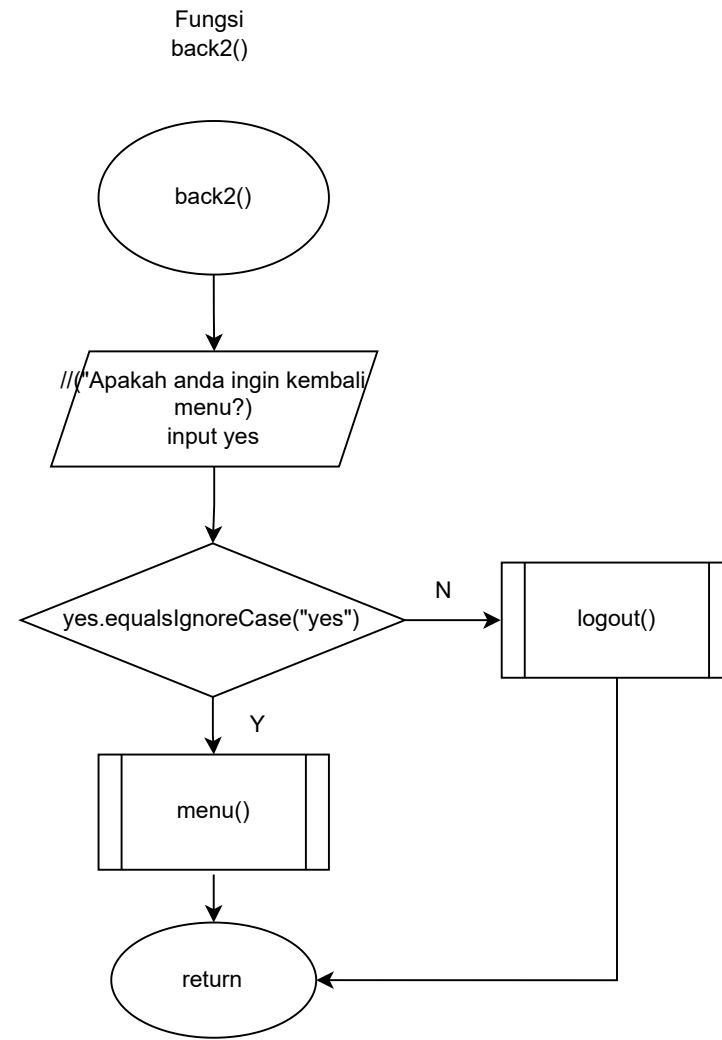 Fungsi
back2()
back2()
//("Apakah anda ingin kembali
menu?)
input yes
yes.equalsIgnoreCase("yes")
N
logout()
Y
menu()
return